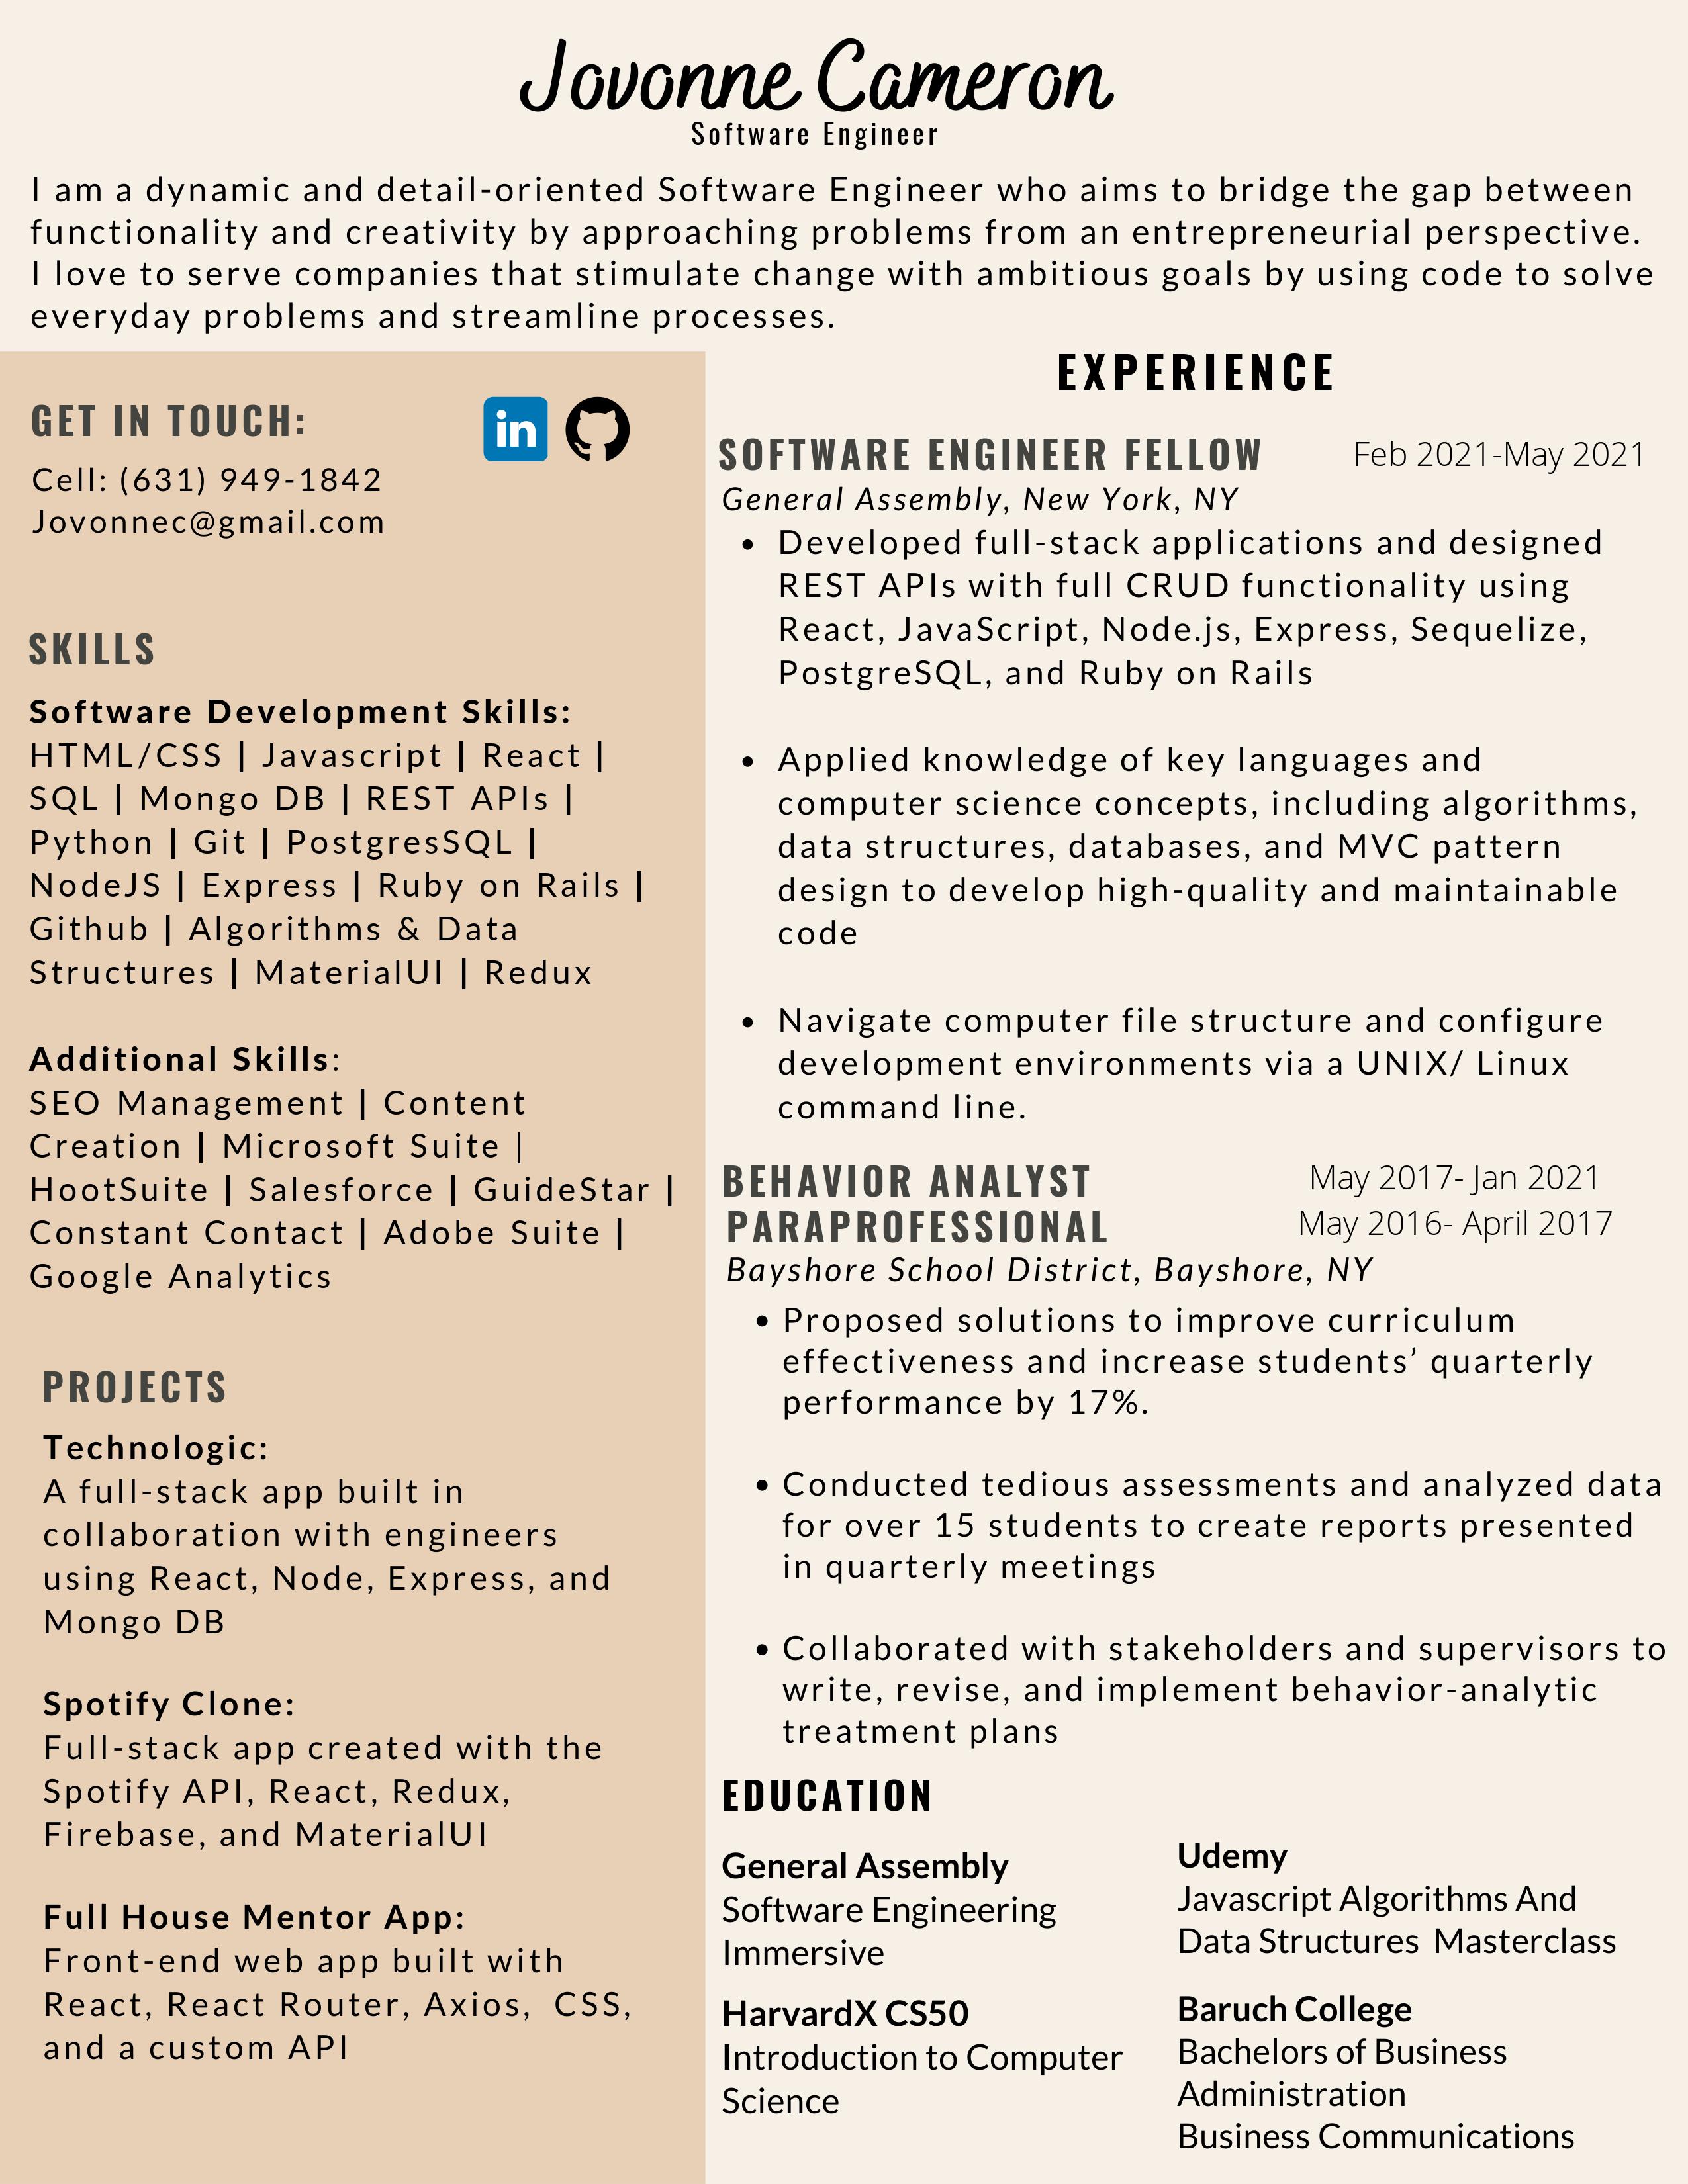 Jovonne Cameron
Software Engineer
I am a dynamic and detail-oriented Software Engineer who aims to bridge the gap between
functionality and creativity by approaching problems from an entrepreneurial perspective.
I love to serve companies that stimulate change with ambitious goals by using code to solve
everyday problems and streamline processes.
GET IN TOUCH:
in
Cell: (631) 949-1842
Jovonnec@gmail.com
SKILLS
Software Development Skills:
HTML/CSS | Javascript | React |
SQL | Mongo DB | REST APIs |
Python | Git | PostgresSQL |
NodeJS | Express | Ruby on Rails |
Github | Algorithms & Data
Structures | MaterialUI | Redux
Additional Skills:
SEO Management | Content
Creation | Microsoft Suite |
HootSuite | Salesforce | GuideStar |
Constant Contact | Adobe Suite |
Google Analytics
PROJECTS
Technologic:
A full-stack app built in
collaboration with engineers
using React, Node, Express, and
Mongo DB
Spotify Clone:
Full-stack app created with the
Spotify API, React, Redux,
Firebase, and MaterialUI
Full House Mentor App:
Front-end web app built with
React, React Router, Axios,  CSS,
and a custom API
EXPERIENCE
SOFTWARE ENGINEER FELLOW Feb 2021-May 2021
General Assembly, New York, NY
• Developed full-stack applications and designed
REST APIs with full CRUD functionality using
React, JavaScript, Node.js, Express, Sequelize,
PostgreSQL, and Ruby on Rails
• Applied knowledge of key languages and
computer science concepts, including algorithms,
data structures, databases, and MVC pattern
design to develop high-quality and maintainable
code
• Navigate computer file structure and configure
development environments via a UNIX/ Linux
command line.
BEHAVIOR ANALYST May 2017- Jan 2021
PARAPROFESSIONAL May 2016- April 2017
Bayshore School District, Bayshore, NY
• Proposed solutions to improve curriculum
effectiveness and increase students’ quarterly
performance by 17%.
• Conducted tedious assessments and analyzed data
for over 15 students to create reports presented
in quarterly meetings
• Collaborated with stakeholders and supervisors to
write, revise, and implement behavior-analytic
treatment plans
EDUCATION
General Assembly
Software Engineering
Immersive
HarvardX CS50
Introduction to Computer
Science
Udemy
Javascript Algorithms And
Data Structures  Masterclass
Baruch College
Bachelors of Business
Administration
Business Communications